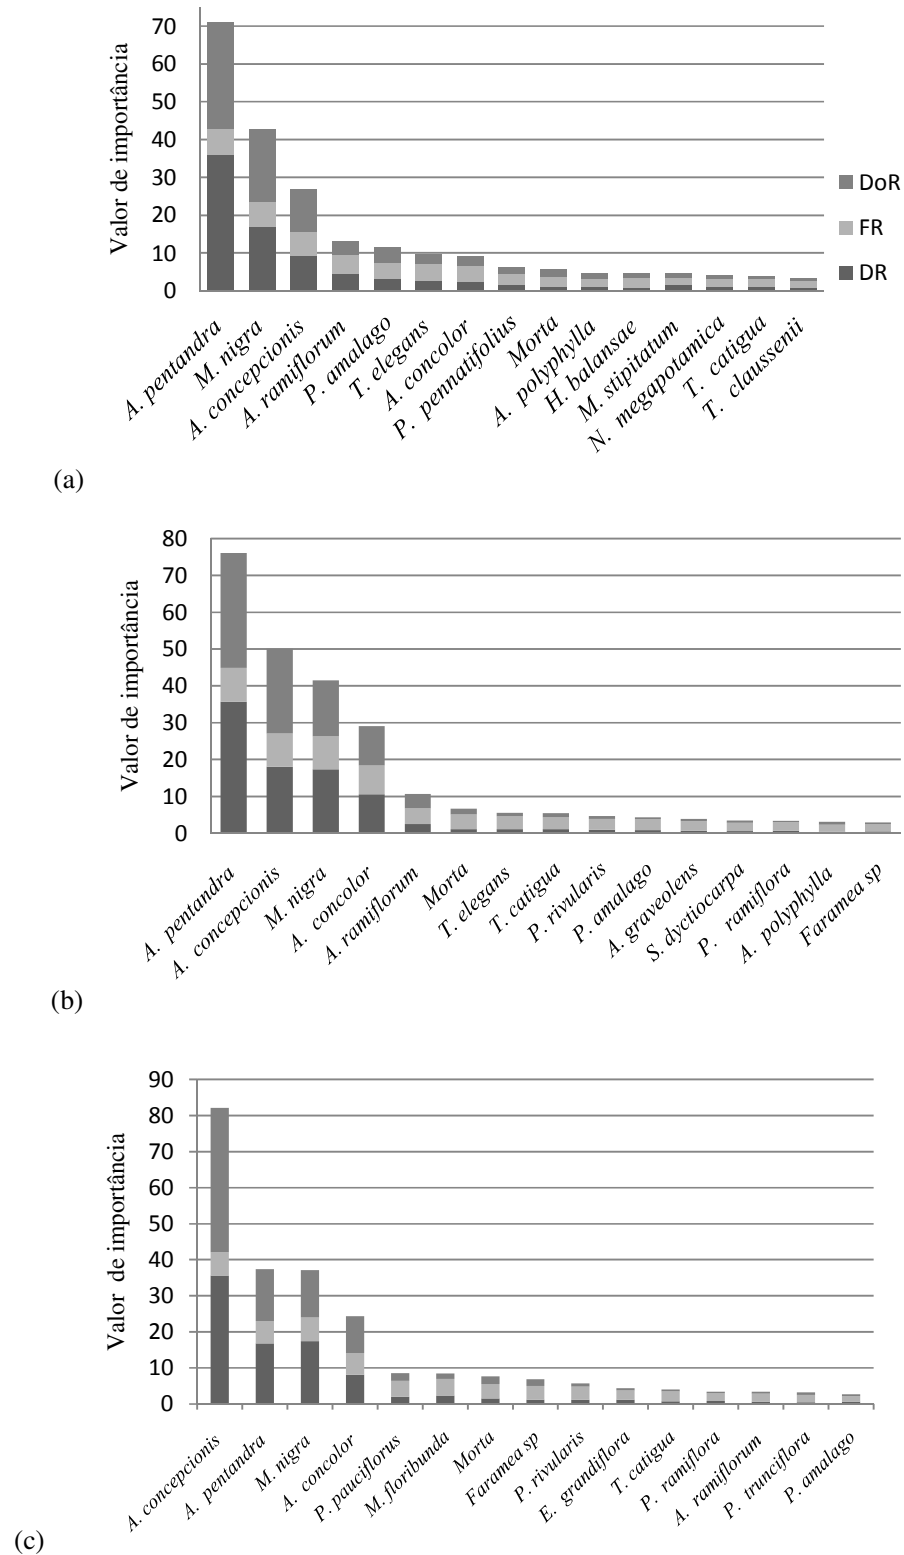 70
60
50
40
30
20
10
0
Valor de importância
DoR
FR
DR
A. pentandra
M. nigra
A. concepcionis
A. ramiflorum
P. amalago
T. elegans
A. concolor
P. pennatifolius
Morta
A. polyphylla
H. balansae
M. stipitatum
N. megapotamica
T. catigua
T. claussenii
(a)
80
70
60
50
40
30
20
10
0
Valor de importância
A. pentandra
A. concepcionis
M. nigra
A. concolor
A. ramiflorum
Morta
T. elegans
T. catigua
P. rivularis
P. amalago
A. graveolens
S. dyctiocarpa
P. ramiflora
A. polyphylla
Faramea sp
(b)
90
80
70
60
50
40
30
20
10
0
Valor de importância
A. concepcionis
A. pentandra
M. nigra
A. concolor
P. pauciflorus
M. floribunda
Morta
Faramea sp
P. rivularis
E. grandiflora
T. catigua
P. ramiflora
A. ramiflorum
P. trunciflora
P. amalago
(c)